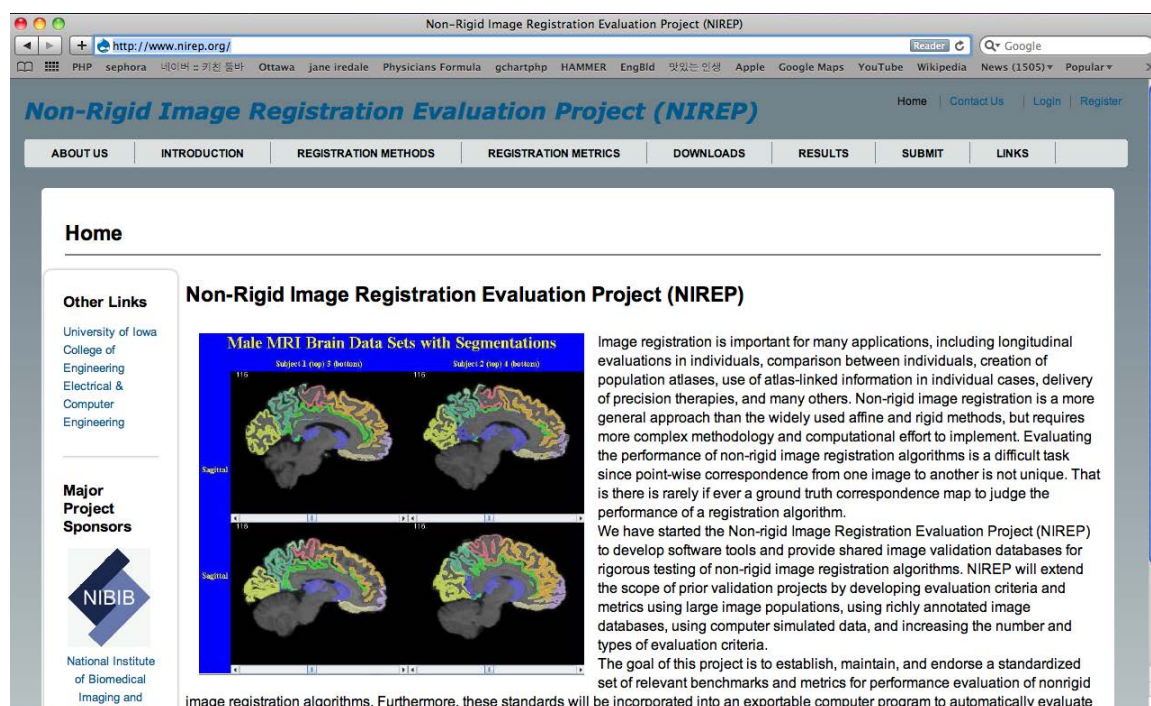 Non-Rigid Image Registration Evaluation Project (NIREP)
http://www.nirep.org/
Reader
Google
PHP sephora 네이버 :: 키친 툴바 Ottawa jane iredale Physicians Formula gchartphp HAMMER EngBld 맛있는 인생 Apple Google Maps YouTube Wikipedia News (1505) Popular
Non-Rigid Image Registration Evaluation Project (NIREP)
Home | Contact Us | Login | Register
ABOUT US INTRODUCTION REGISTRATION METHODS REGISTRATION METRICS DOWNLOADS RESULTS SUBMIT LINKS
Home
Other Links
University of Iowa
College of
Engineering
Electrical &
Computer
Engineering
Major
Project
Sponsors
NIBIB
National Institute
of Biomedical
Imaging and
Non-Rigid Image Registration Evaluation Project (NIREP)
Male MRI Brain Data Sets with Segmentations
Subject 1 (top) 3 (bottom) Subject 2 (top) 4 (bottom)
116 116
Sagittal
116 116
Sagittal
Image registration is important for many applications, including longitudinal
evaluations in individuals, comparison between individuals, creation of
population atlases, use of atlas-linked information in individual cases, delivery
of precision therapies, and many others. Non-rigid image registration is a more
general approach than the widely used affine and rigid methods, but requires
more complex methodology and computational effort to implement. Evaluating
the performance of non-rigid image registration algorithms is a difficult task
since point-wise correspondence from one image to another is not unique. That
is there is rarely if ever a ground truth correspondence map to judge the
performance of a registration algorithm.
We have started the Non-rigid Image Registration Evaluation Project (NIREP)
to develop software tools and provide shared image validation databases for
rigorous testing of non-rigid image registration algorithms. NIREP will extend
the scope of prior validation projects by developing evaluation criteria and
metrics using large image populations, using richly annotated image
databases, using computer simulated data, and increasing the number and
types of evaluation criteria.
The goal of this project is to establish, maintain, and endorse a standardized
set of relevant benchmarks and metrics for performance evaluation of nonrigid
image registration algorithms. Furthermore, these standards will be incorporated into an exportable computer program to automatically evaluate